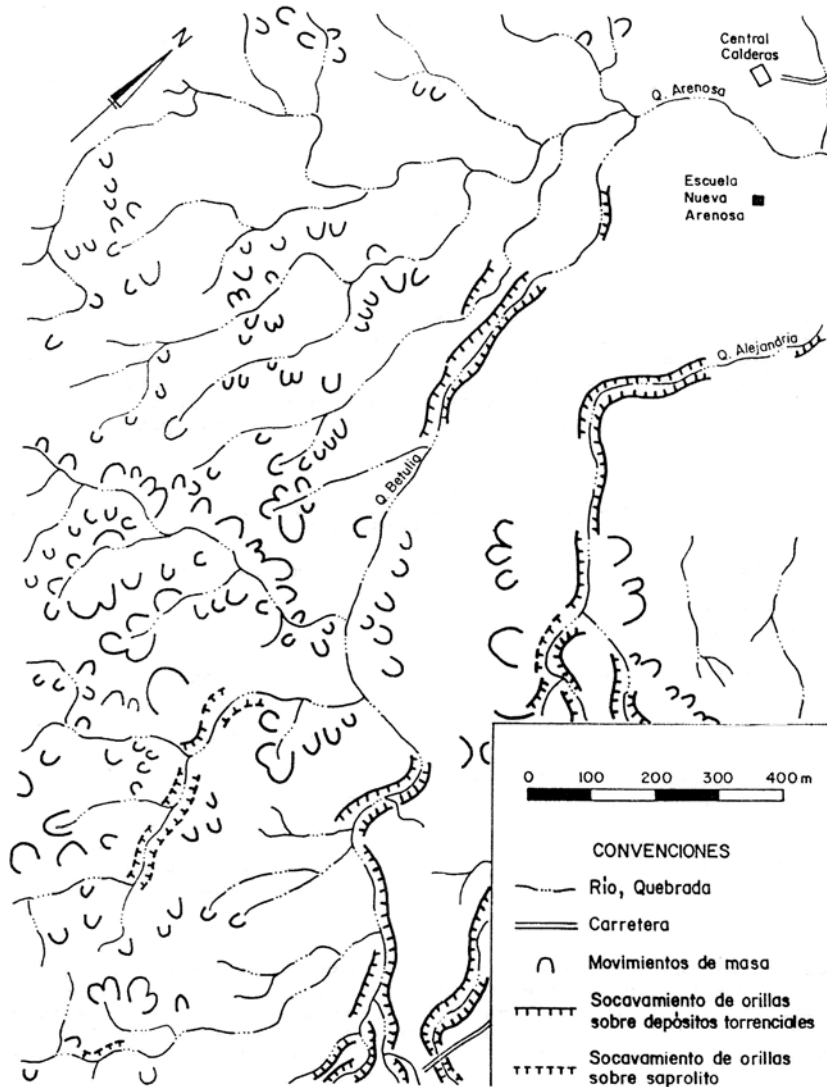 N
Central
Calderas
Q. Arenosa
Escuela
Nueva
Arenosa
Q. Alejandria
Q. Betulia
0 100 200 300 400 m
CONVENCIONES
Río, Quebrada
Carretera
Movimientos de masa
Socavamiento de orillas
sobre depósitos torrenciales
Socavamiento de orillas
sobre saprolito